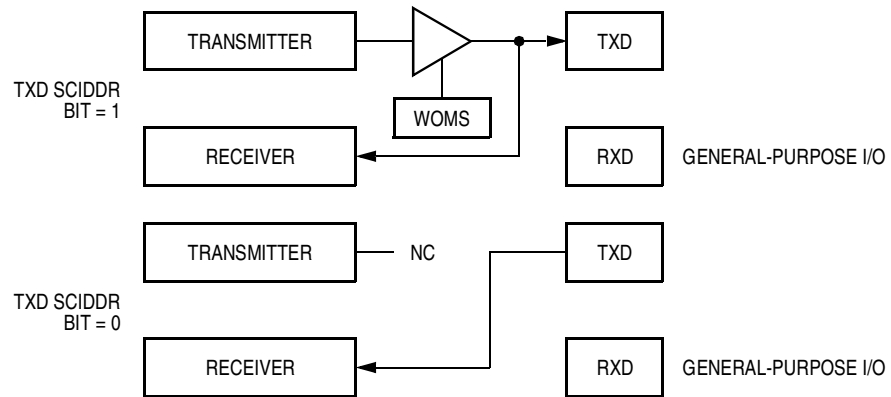 TRANSMITTER
TXD
TXD SCIDDR
BIT = 1
WOMS
RECEIVER
RXD
GENERAL-PURPOSE I/O
TRANSMITTER
NC
TXD
TXD SCIDDR
BIT = 0
RECEIVER
RXD
GENERAL-PURPOSE I/O